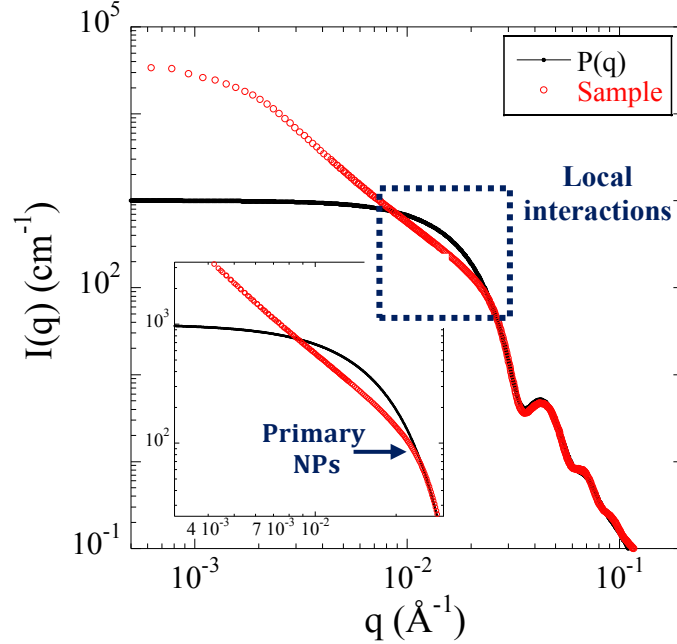 10^5
P(q)
Sample
Local
interactions
I(q) (cm^-1)
10^2
10^3
10^2
Primary
NPs
4 10^-3
7 10^-3
10^-2
10^-1
10^-3
10^-2
10^-1
q (Å^-1)